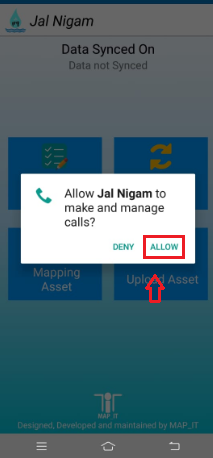 Jal Nigam
Data Synced On
Data not Synced
Allow Jal Nigam to
make and manage
calls?
DENY
ALLOW
Mapping
Asset
Upload Asset
MAP_IT
Designed, Developed and maintained by MAP_IT